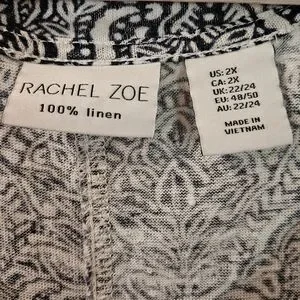 RACHEL ZOE
100% linen
US: 2X
CA: 2X
UK: 22/24
EU: 48/50
AU: 22/24
MADE IN
VIETNAM